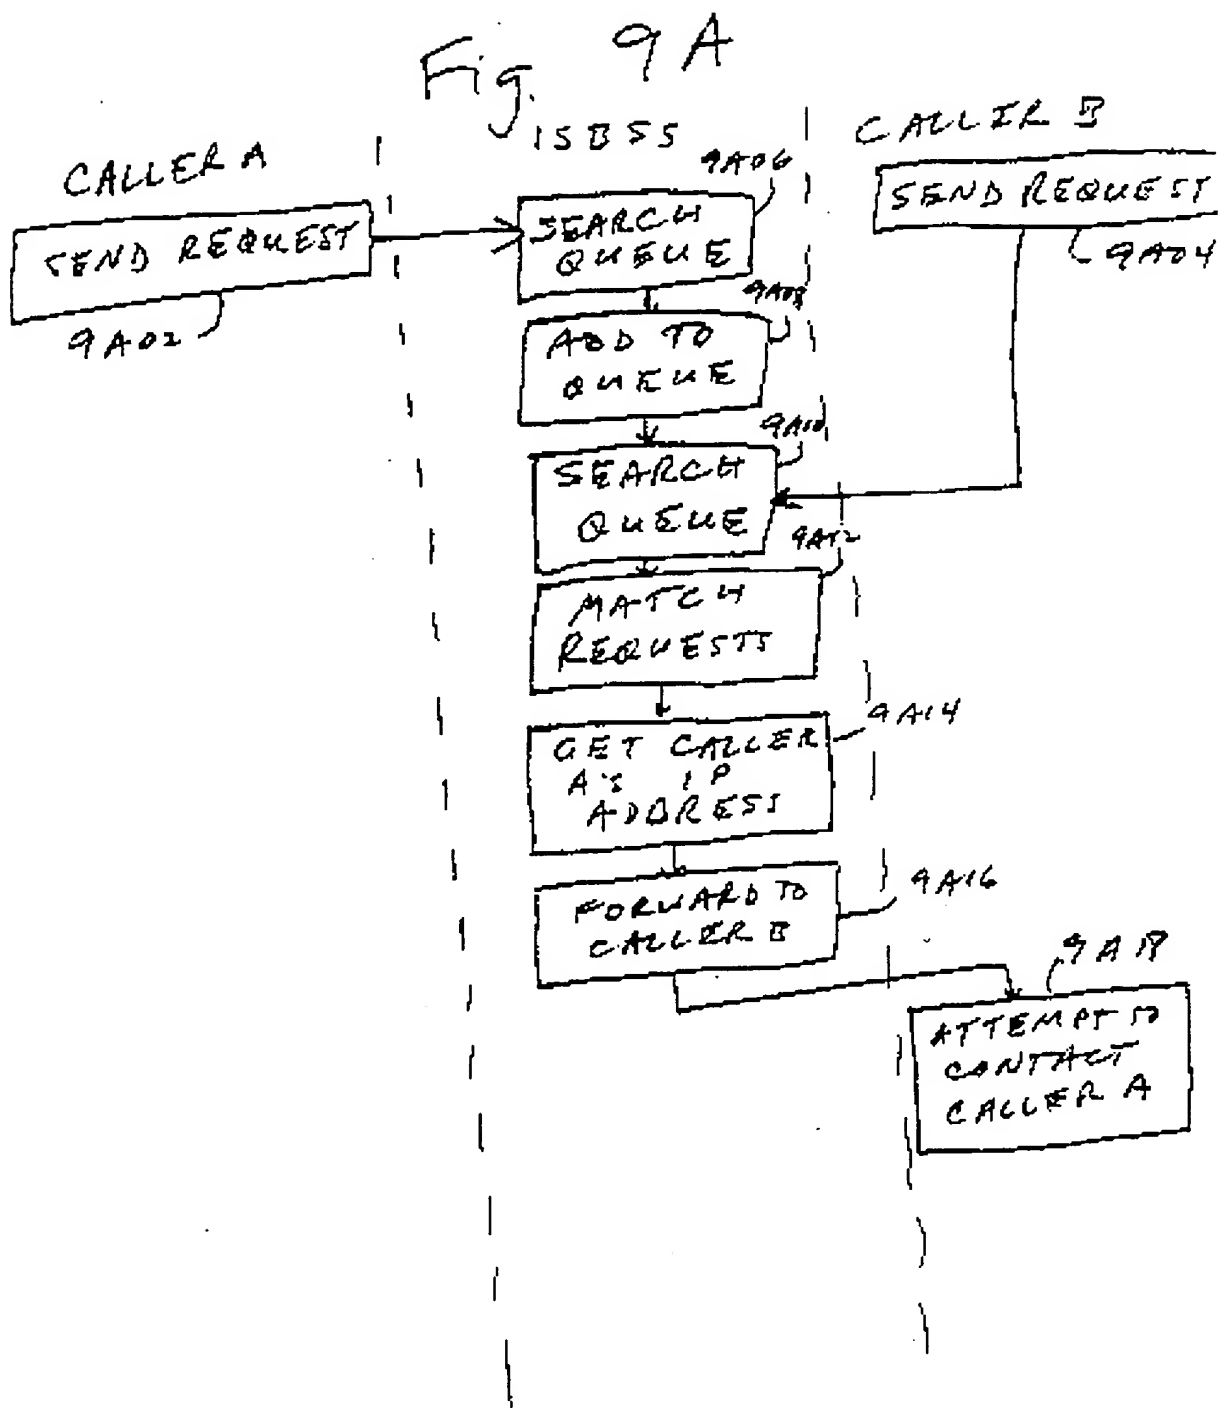 Fig. 9A
CALLER A
ISBSS
CALLER B
SEND REQUEST
9A02
9A06
SEARCH
QUEUE
SEND REQUEST
9A04
9A08
ADD TO
QUEUE
9A10
SEARCH
QUEUE
9A12
MATCH
REQUESTS
9A14
GET CALLER
A'S IP
ADDRESS
9A16
FORWARD TO
CALLER B
9A18
ATTEMPT TO
CONTACT
CALLER A